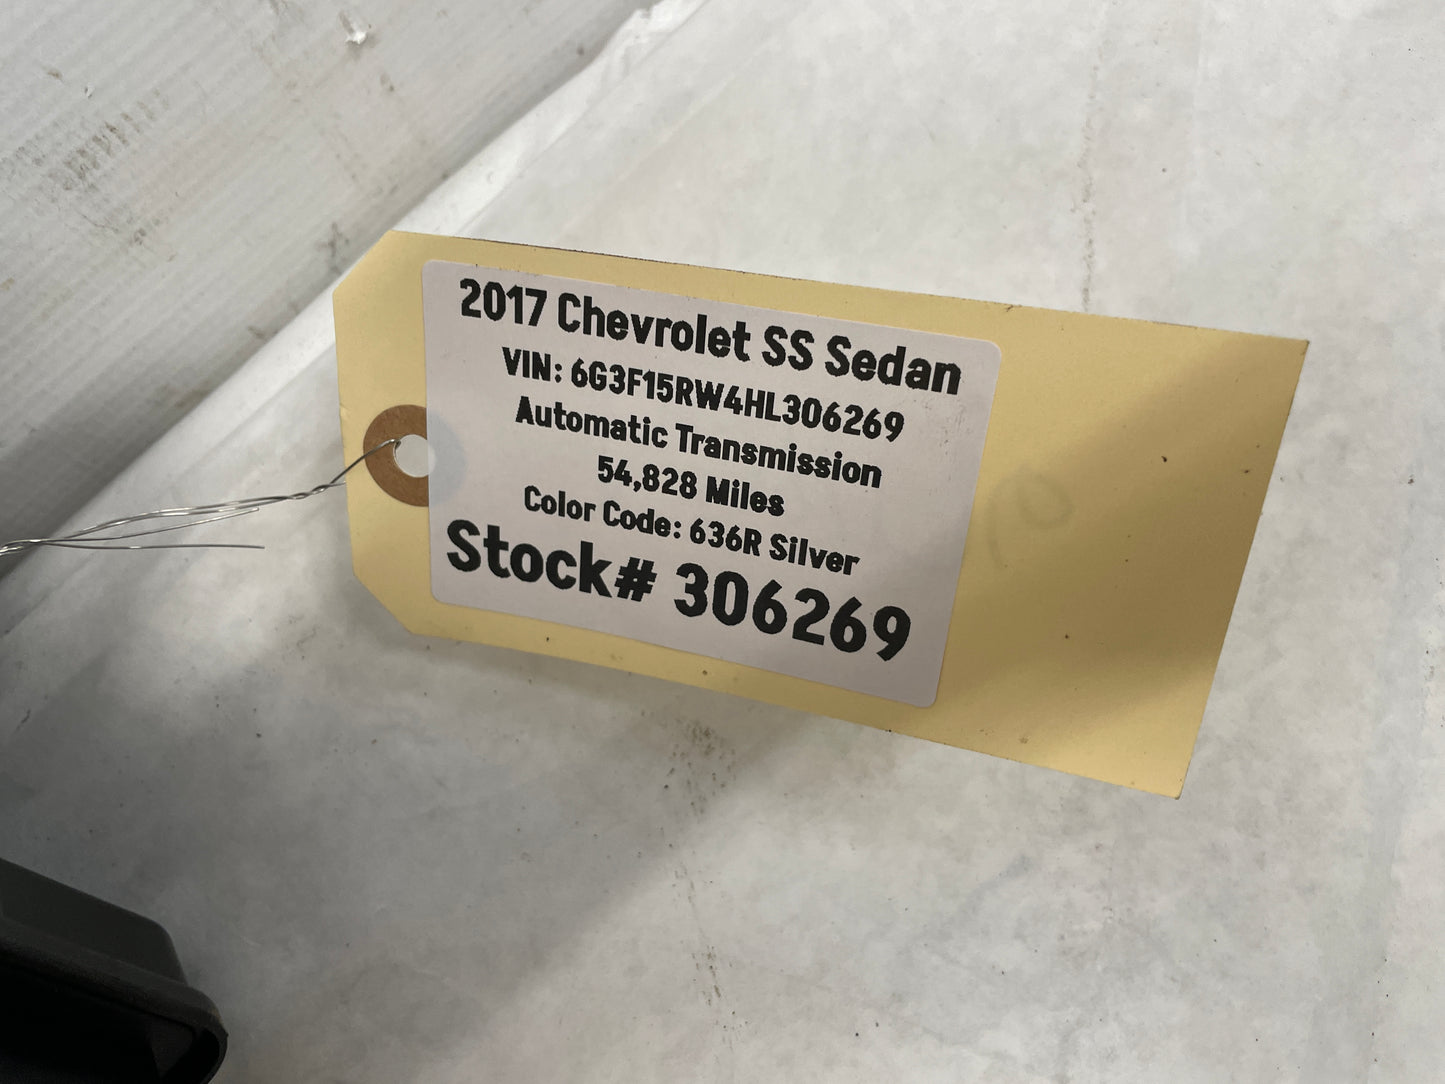 2017 Chevrolet SS Sedan
VIN: 6G3F15RW4HL306269
Automatic Transmission
54,828 Miles
Color Code: 636R Silver
Stock# 306269